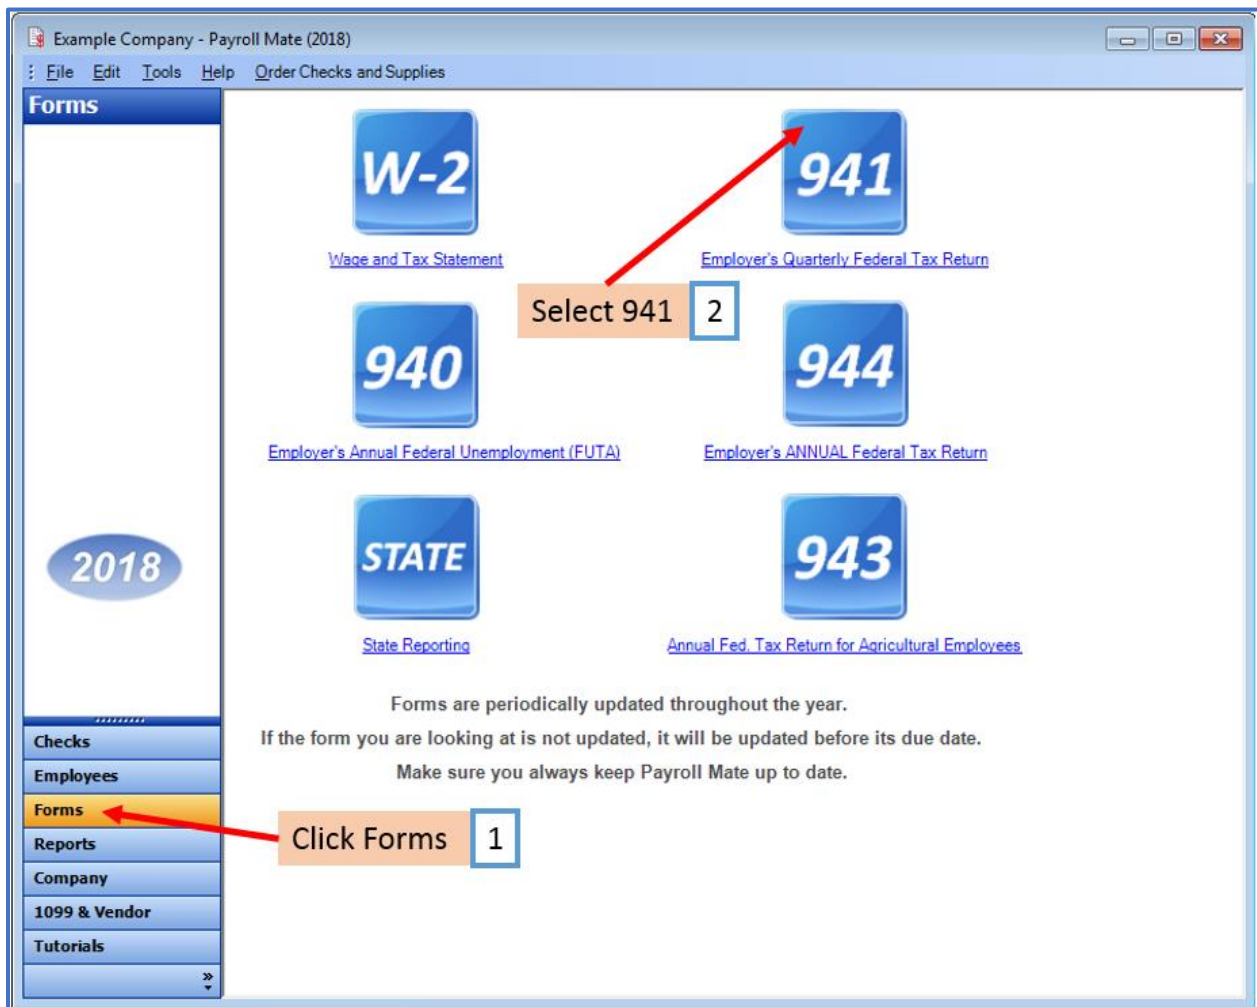 Example Company - Payroll Mate (2018)
File Edit Tools Help Order Checks and Supplies
Forms
W-2
941
Wage and Tax Statement
Employer's Quarterly Federal Tax Return
Select 941 2
940
944
Employer's Annual Federal Unemployment (FUTA)
Employer's ANNUAL Federal Tax Return
STATE
943
2018
State Reporting
Annual Fed. Tax Return for Agricultural Employees
Forms are periodically updated throughout the year.
If the form you are looking at is not updated, it will be updated before its due date.
Make sure you always keep Payroll Mate up to date.
Checks
Employees
Forms
Click Forms 1
Reports
Company
1099 & Vendor
Tutorials